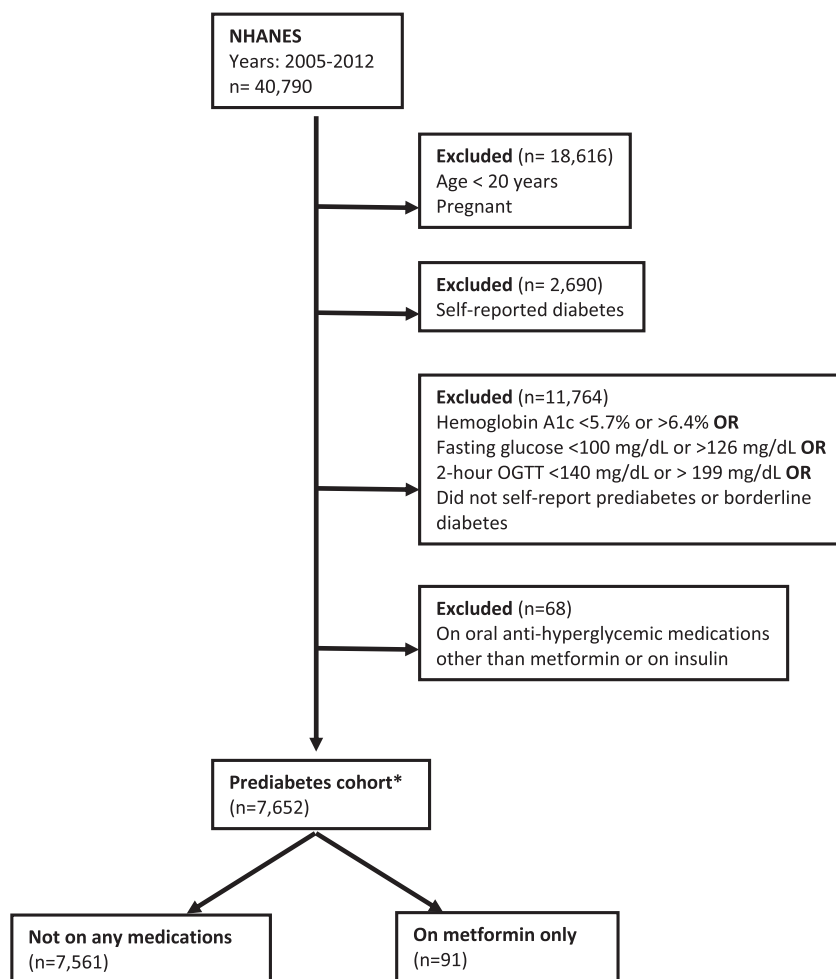 NHANES
Years: 2005-2012
n= 40,790
Excluded (n= 18,616)
Age < 20 years
Pregnant
Excluded (n= 2,690)
Self-reported diabetes
Excluded (n=11,764)
Hemoglobin A1c <5.7% or >6.4% OR
Fasting glucose <100 mg/dL or >126 mg/dL OR
2-hour OGTT <140 mg/dL or > 199 mg/dL OR
Did not self-report prediabetes or borderline
diabetes
Excluded (n=68)
On oral anti-hyperglycemic medications
other than metformin or on insulin
Prediabetes cohort*
(n=7,652)
Not on any medications
(n=7,561)
On metformin only
(n=91)